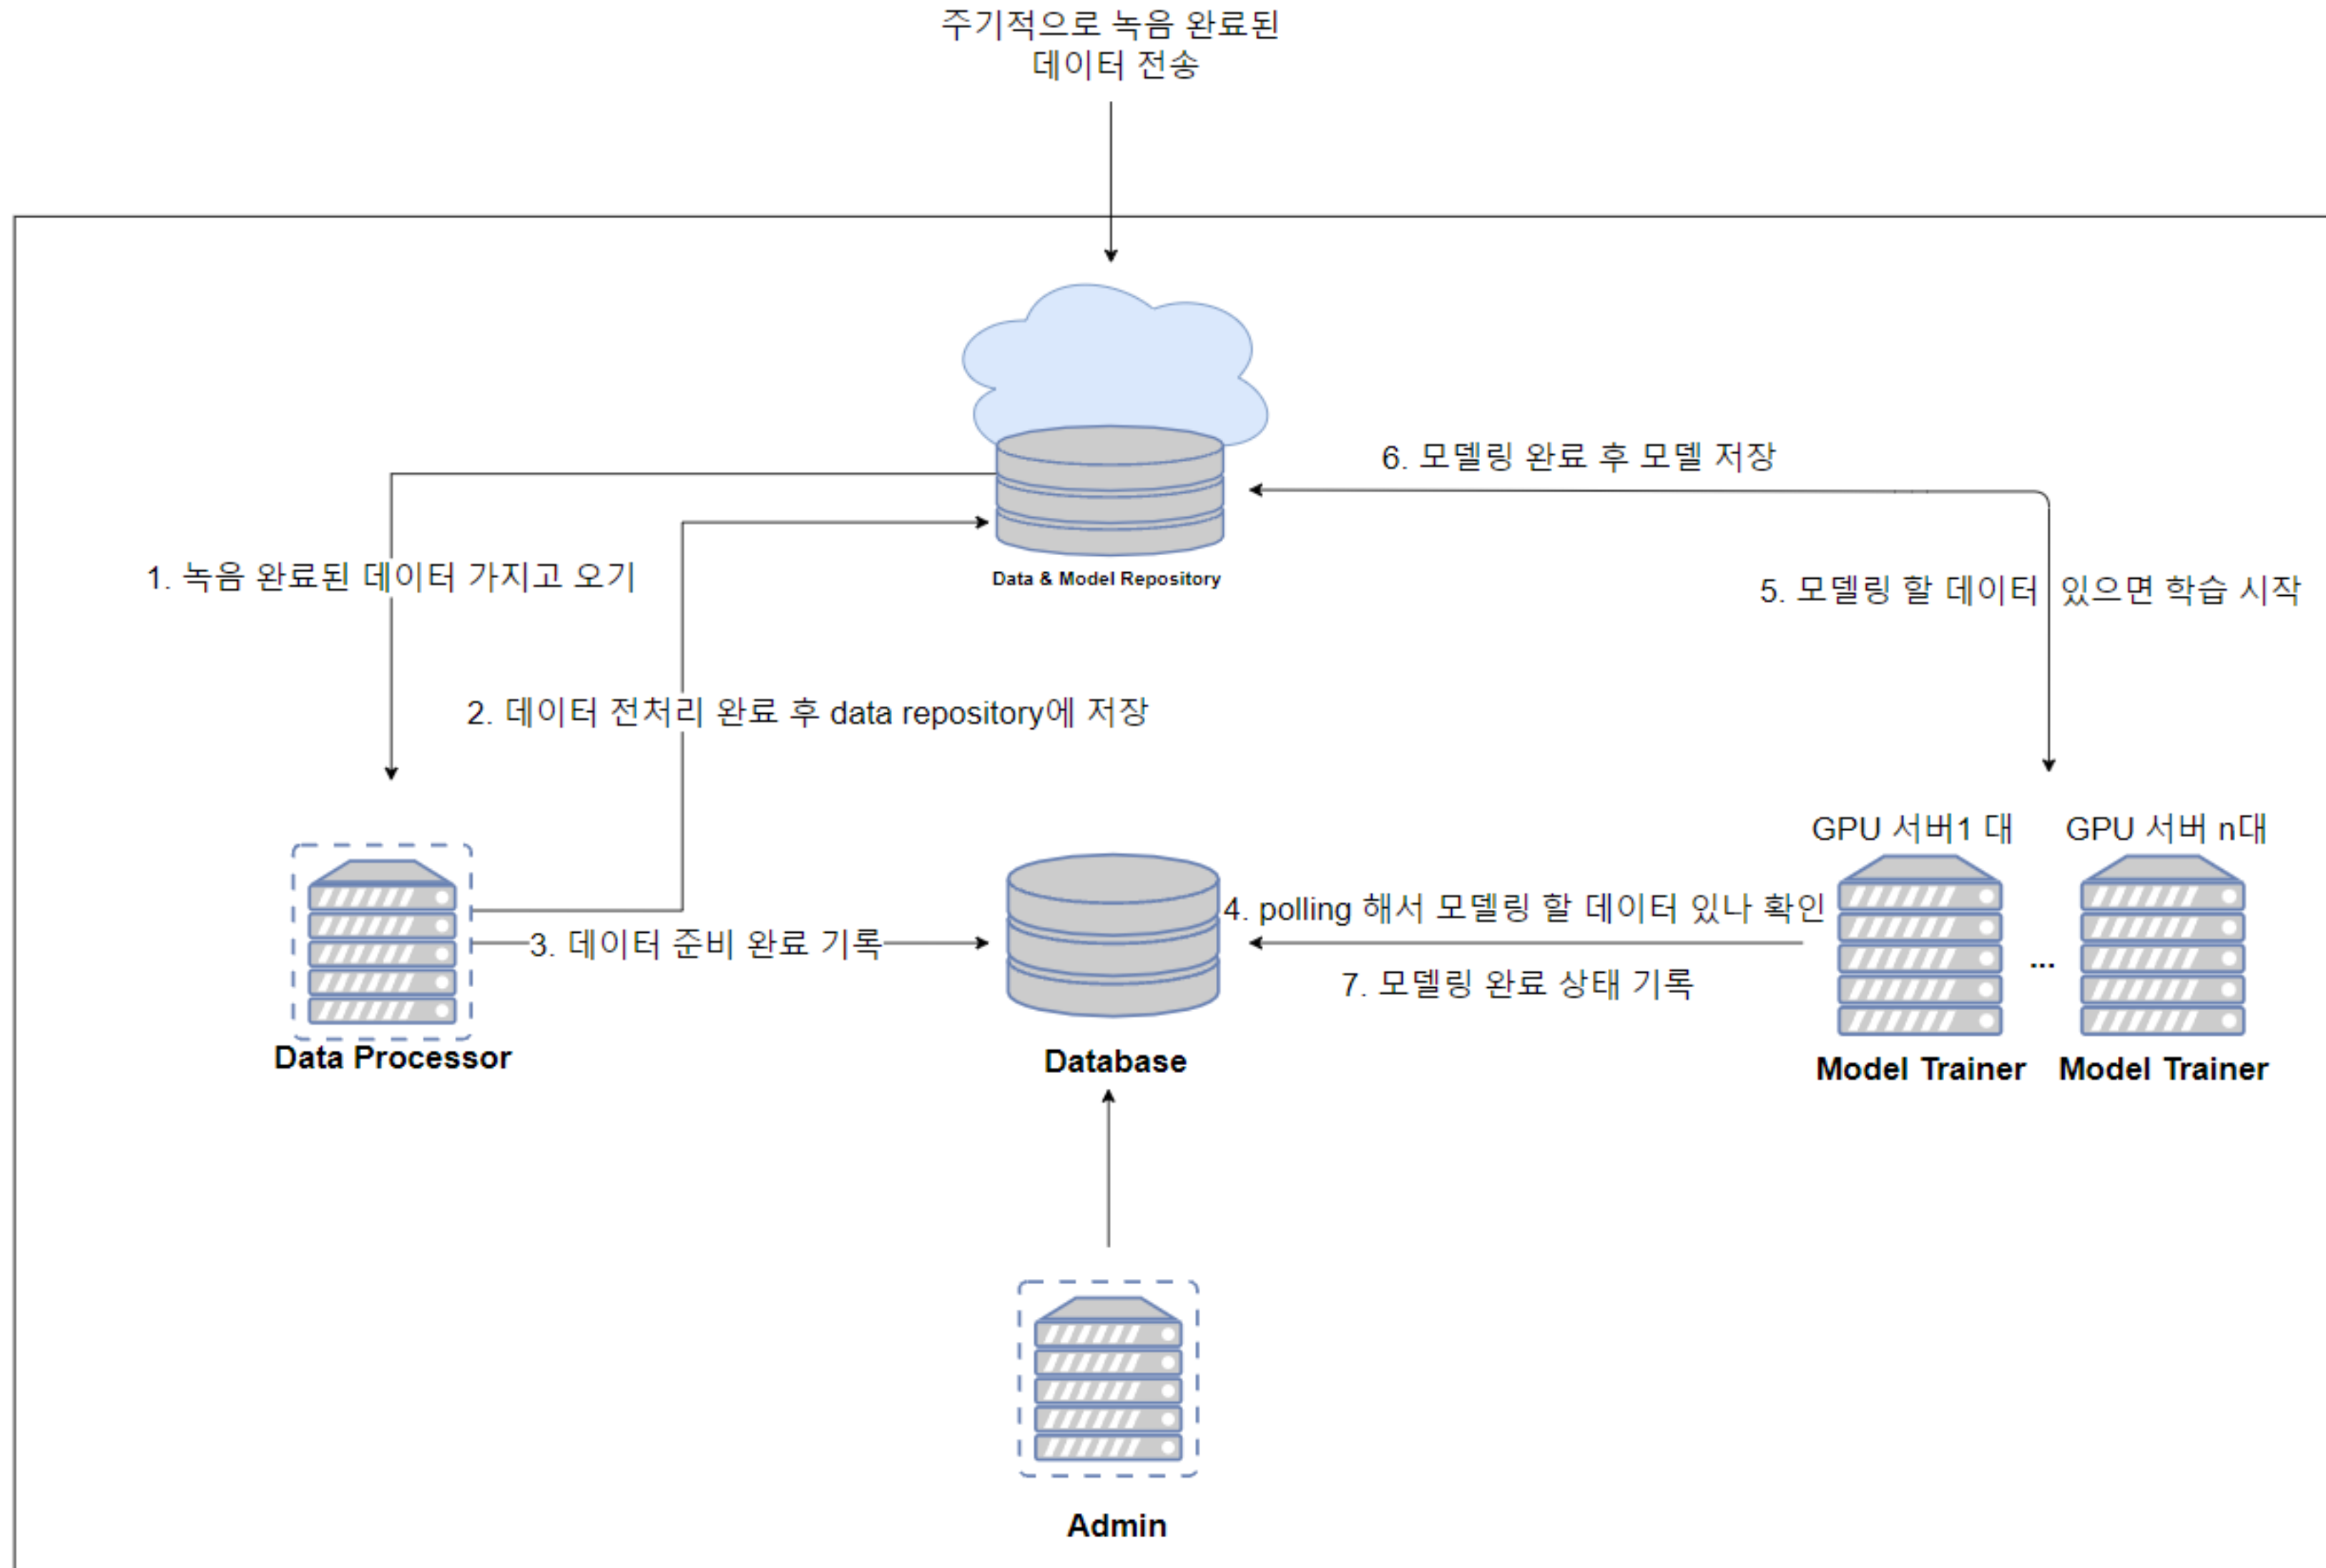 주기적으로 녹음 완료된
데이터 전송
6. 모델링 완료 후 모델 저장
1. 녹음 완료된 데이터 가지고 오기
Data & Model Repository
5. 모델링 할 데이터 있으면 학습 시작
2. 데이터 전처리 완료 후 data repository에 저장
GPU 서버1 대
GPU 서버 n대
4. polling 해서 모델링 할 데이터 있나 확인
3. 데이터 준비 완료 기록
...
7. 모델링 완료 상태 기록
Data Processor
Database
Model Trainer
Model Trainer
Admin